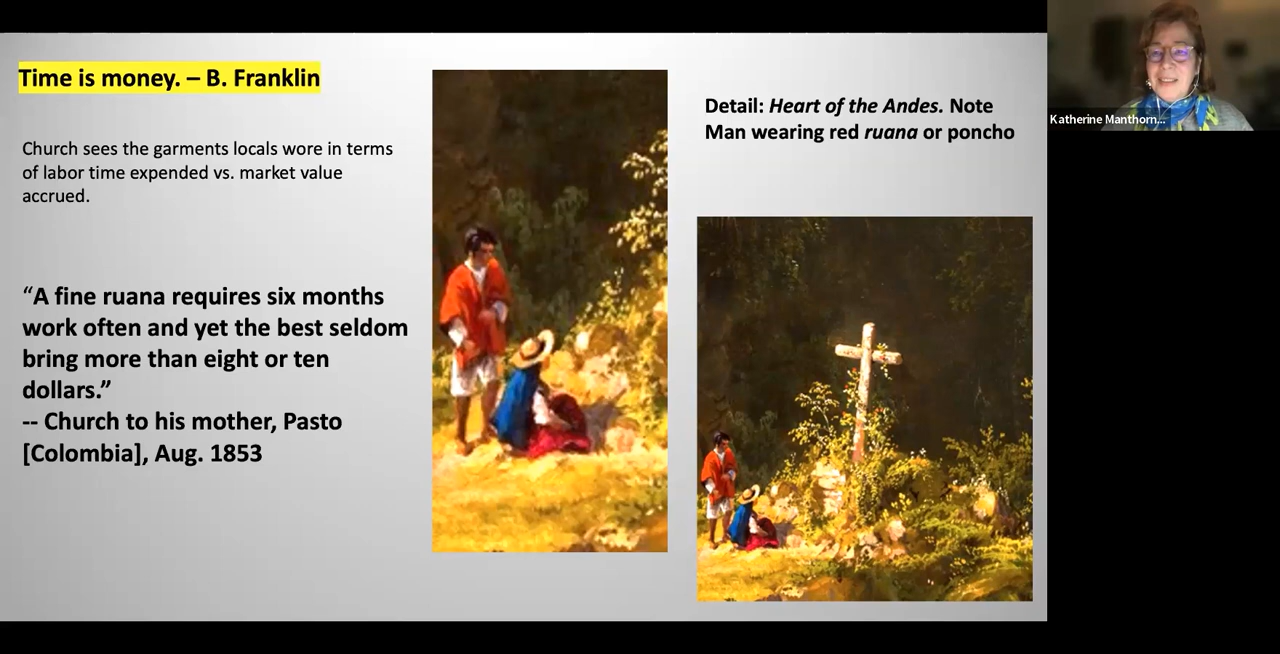 Time is money. – B. Franklin
Church sees the garments locals wore in terms
of labor time expended vs. market value
accrued.
“A fine ruana requires six months
work often and yet the best seldom
bring more than eight or ten
dollars.”
-- Church to his mother, Pasto
[Colombia], Aug. 1853
Detail: Heart of the Andes. Note
Man wearing red ruana or poncho
Katherine Manthorn...